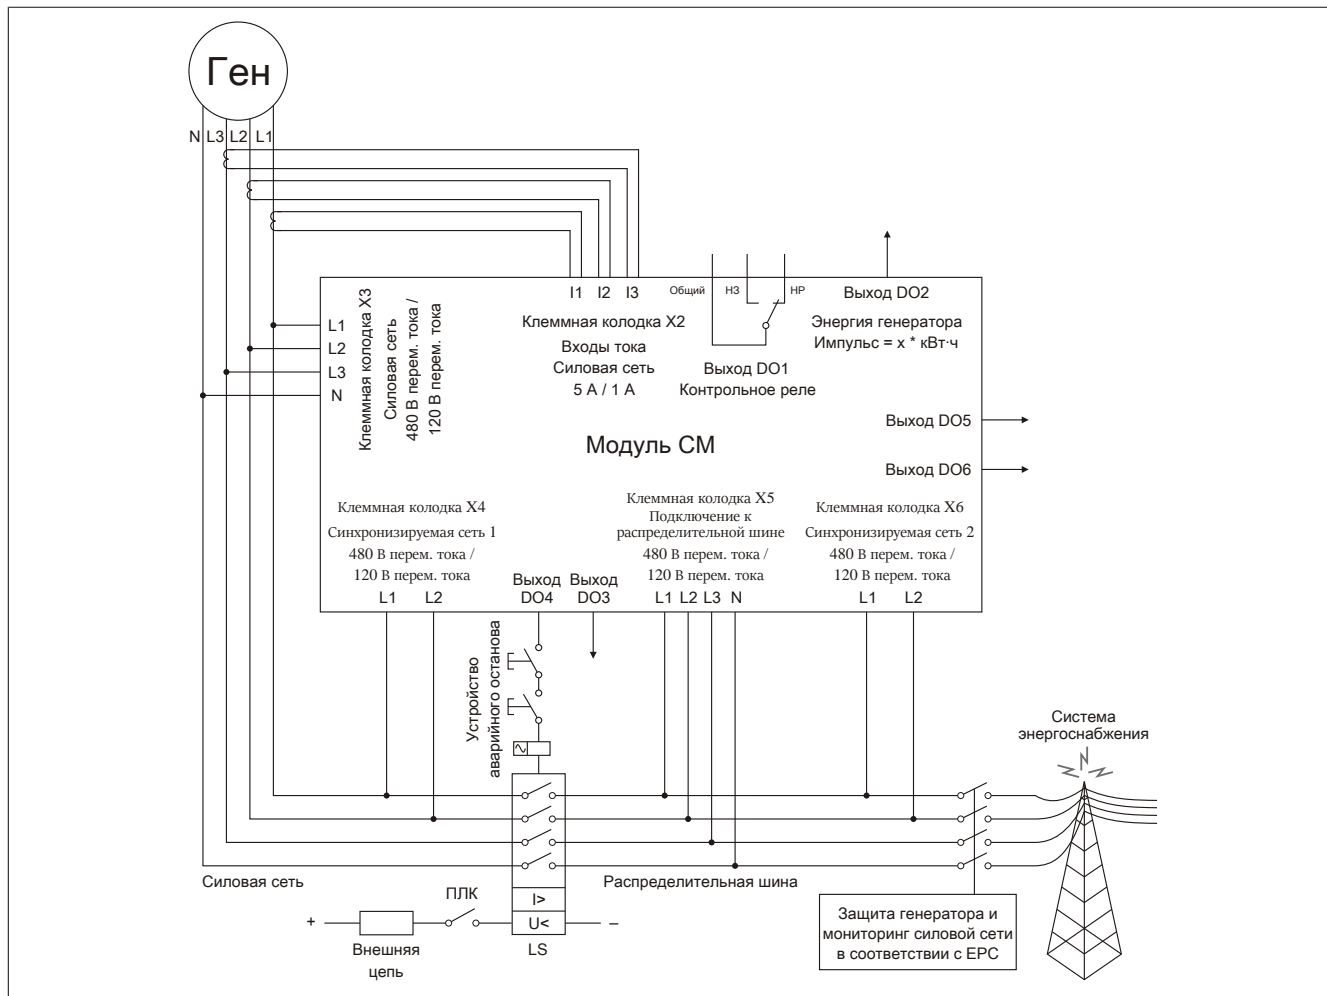 Ген
N L3 L2 L1
I1 I2 I3
Общий НЗ НР
Выход DO2
Клеммная колодка X3
Силовая сеть
480 В перем. тока /
120 В перем. тока
L1
L2
L3
N
Клеммная колодка X2
Входы тока
Силовая сеть
5 А / 1 А
Выход DO1
Контрольное реле
Энергия генератора
Импульс = x * кВт·ч
Выход DO5
Выход DO6
Модуль CM
Клеммная колодка X4
Синхронизируемая сеть 1
480 В перем. тока /
120 В перем. тока
L1 L2
Выход
DO4
Выход
DO3
Клеммная колодка X5
Подключение к
распределительной шине
480 В перем. тока /
120 В перем. тока
L1 L2 L3 N
Клеммная колодка X6
Синхронизируемая сеть 2
480 В перем. тока /
120 В перем. тока
L1 L2
Устройство
аварийного останова
Система
энергоснабжения
Силовая сеть
Распределительная шина
ПЛК
I>
U<
LS
+
–
Внешняя
цепь
Защита генератора и
мониторинг силовой сети
в соответствии с EPC